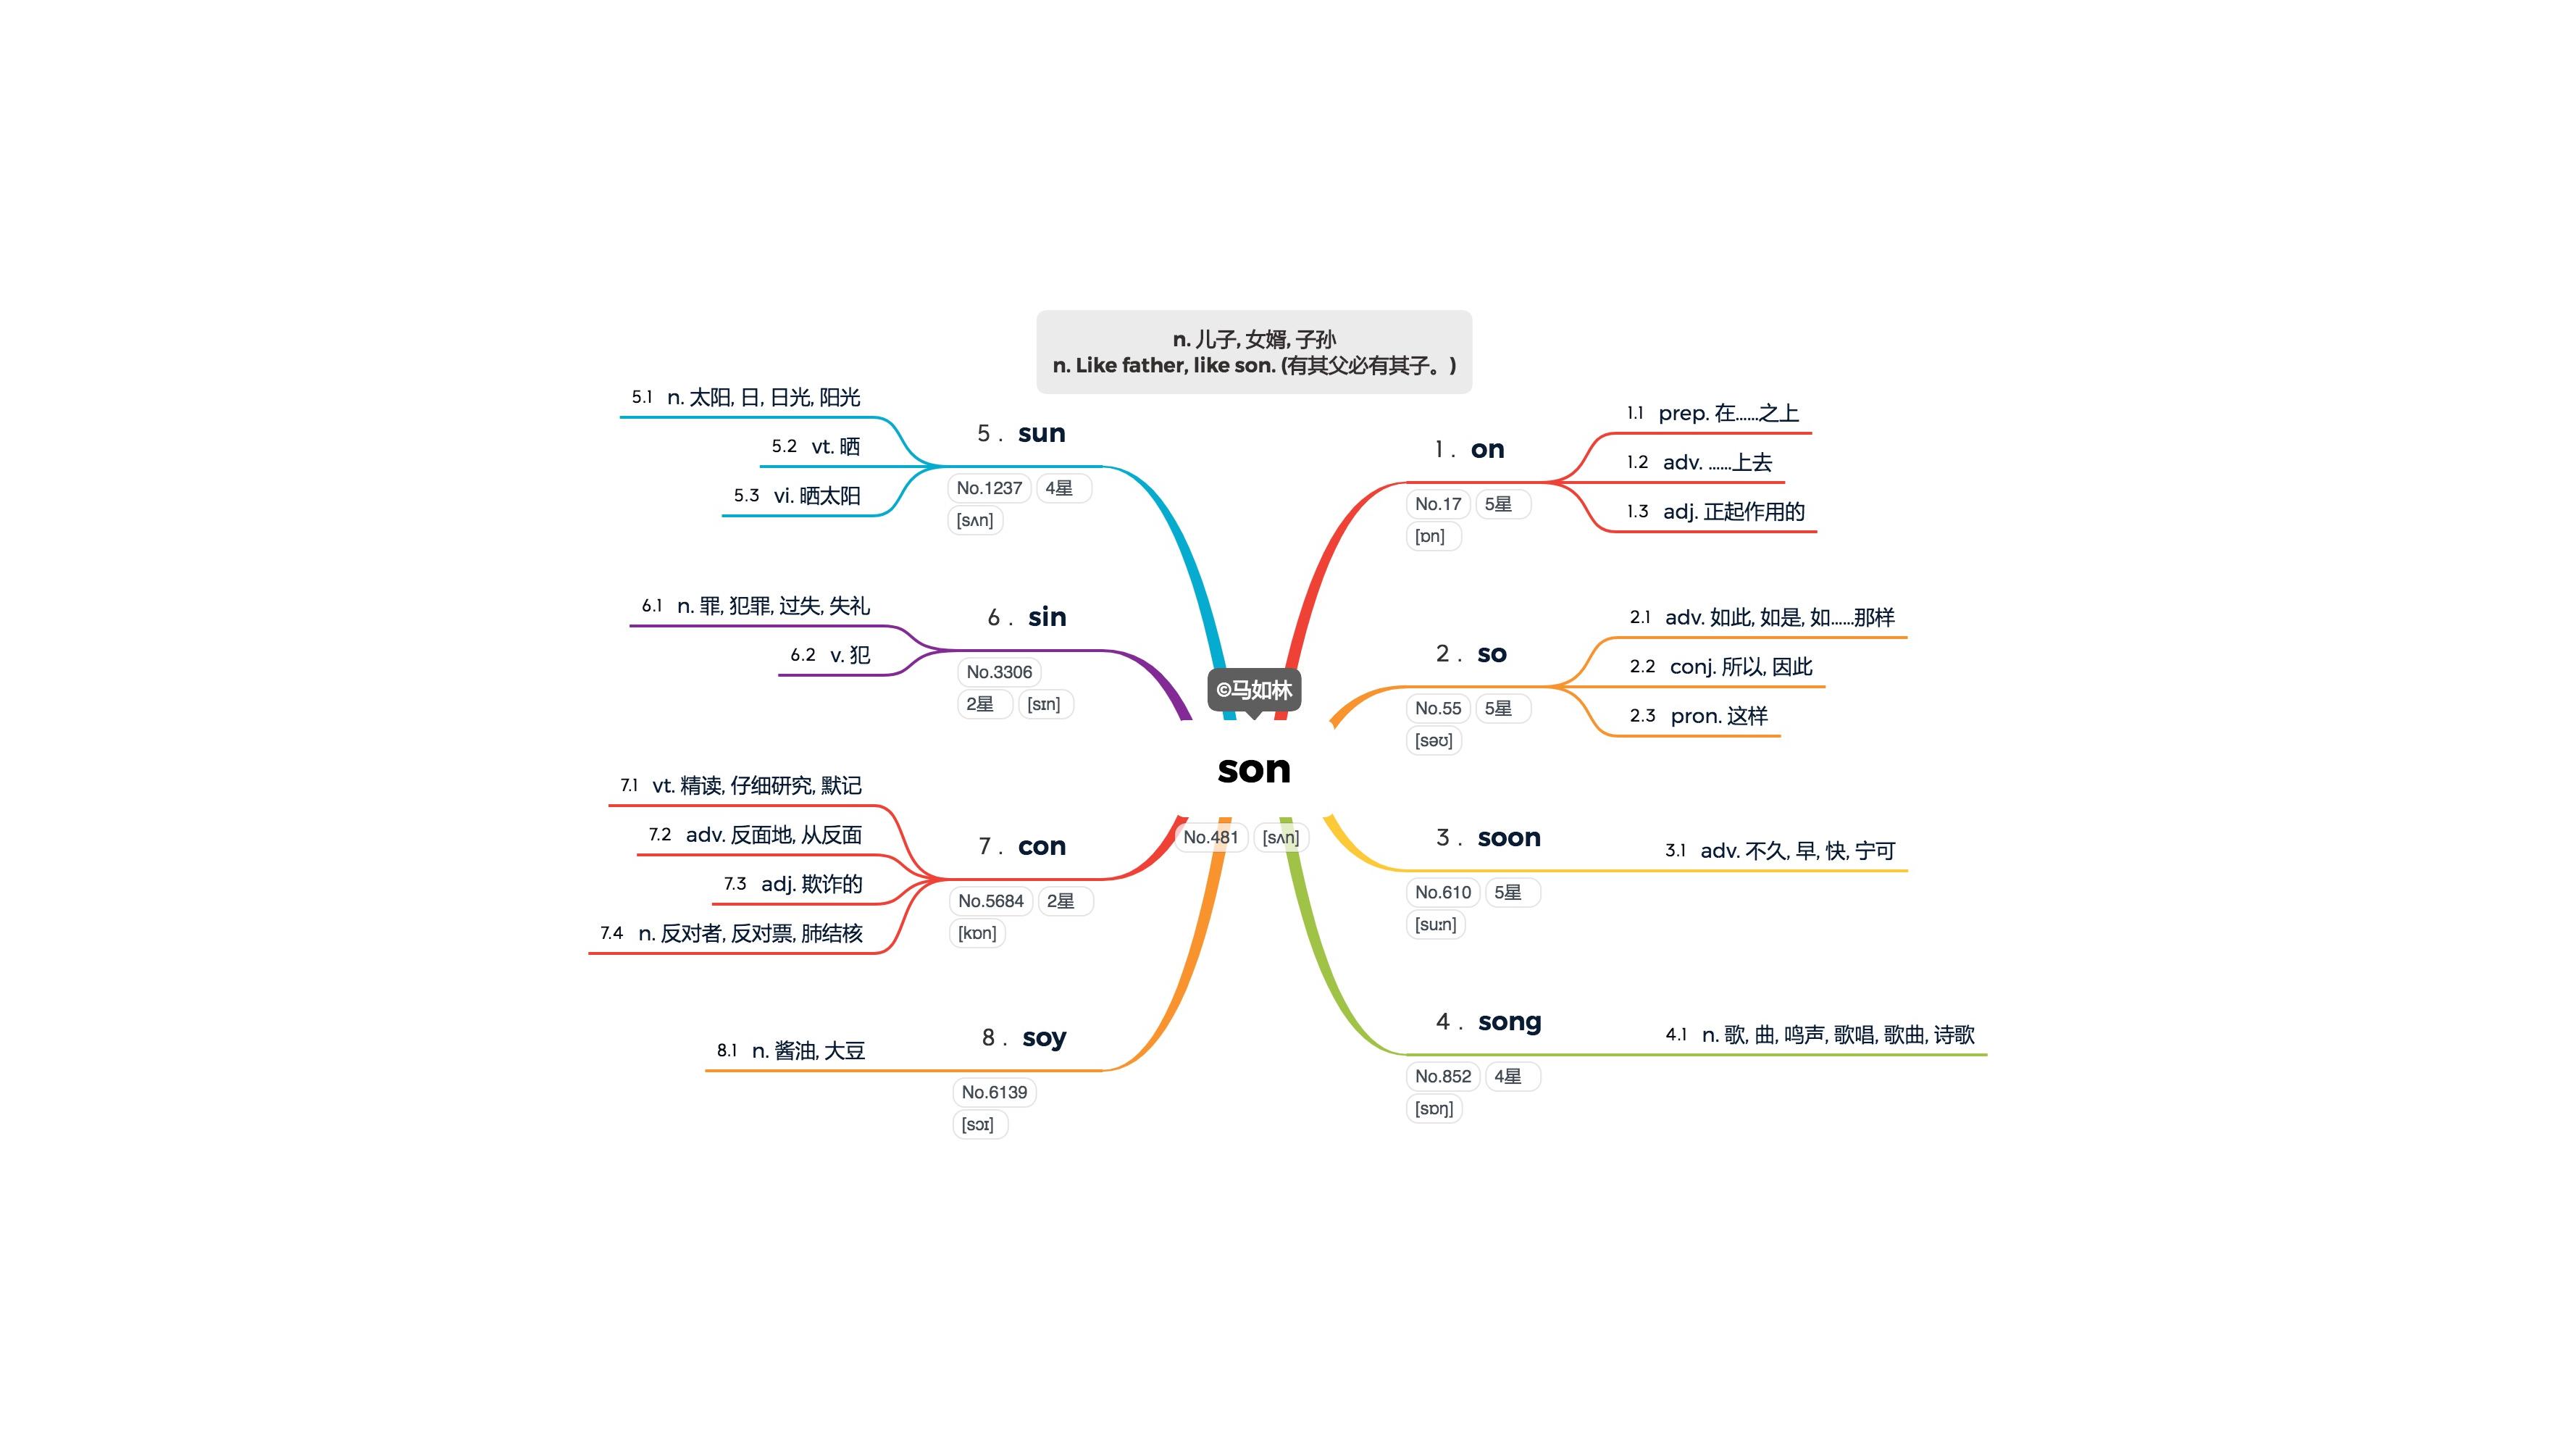 n. 儿子, 女婿, 子孙
n. Like father, like son. (有其父必有其子。)
©马如林
son
No.481 [sʌn]
1 . on
No.17 5星
[ɒn]
1.1 prep. 在……之上
1.2 adv. ……上去
1.3 adj. 正起作用的
2 . so
No.55 5星
[səʊ]
2.1 adv. 如此, 如是, 如……那样
2.2 conj. 所以, 因此
2.3 pron. 这样
3 . soon
No.610 5星
[suːn]
3.1 adv. 不久, 早, 快, 宁可
4 . song
No.852 4星
[sɒŋ]
4.1 n. 歌, 曲, 鸣声, 歌唱, 歌曲, 诗歌
5 . sun
No.1237 4星
[sʌn]
5.1 n. 太阳, 日, 日光, 阳光
5.2 vt. 晒
5.3 vi. 晒太阳
6 . sin
No.3306
2星 [sɪn]
6.1 n. 罪, 犯罪, 过失, 失礼
6.2 v. 犯
7 . con
No.5684 2星
[kɒn]
7.1 vt. 精读, 仔细研究, 默记
7.2 adv. 反面地, 从反面
7.3 adj. 欺诈的
7.4 n. 反对者, 反对票, 肺结核
8 . soy
No.6139
[sɔɪ]
8.1 n. 酱油, 大豆